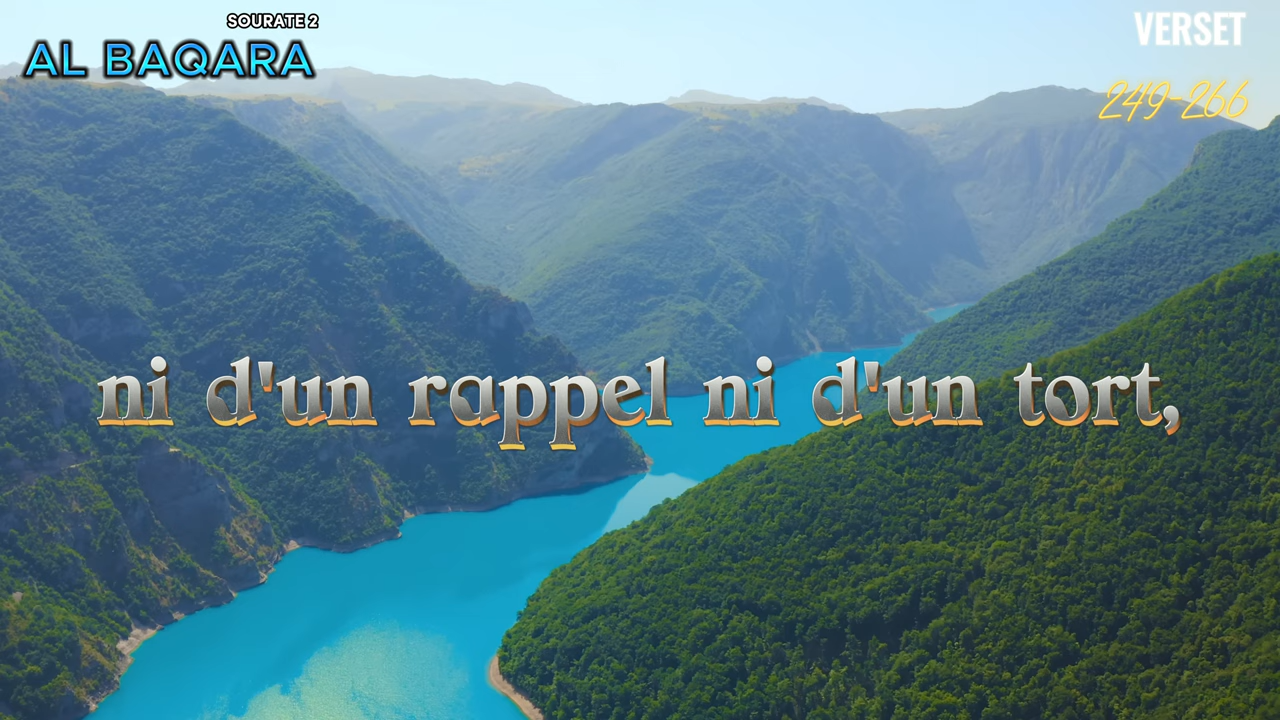 SOURATE 2
AL BAQARA
VERSET
249-266
ni d'un rappel ni d'un tort,